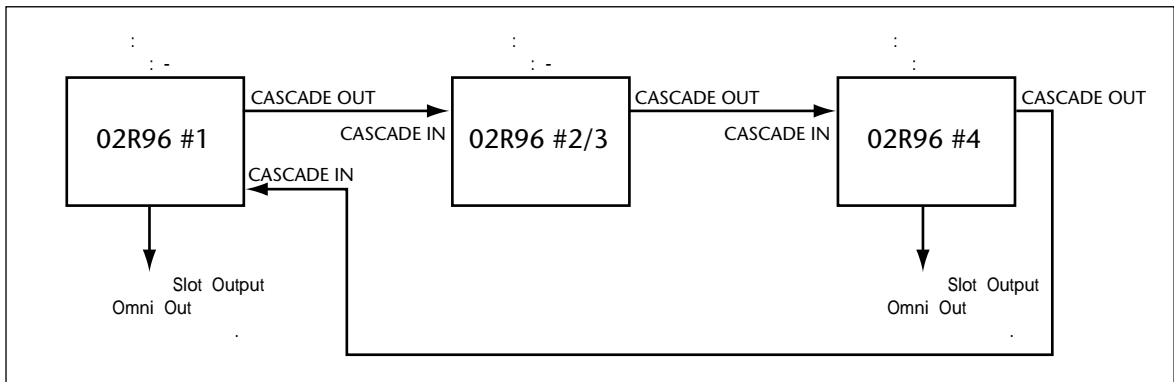 : : :
: - : - :
CASCADE OUT CASCADE OUT CASCADE OUT
02R96 #1 02R96 #2/3 02R96 #4
CASCADE IN CASCADE IN
CASCADE IN
Slot Output Slot Output
Omni Out Omni Out
. .